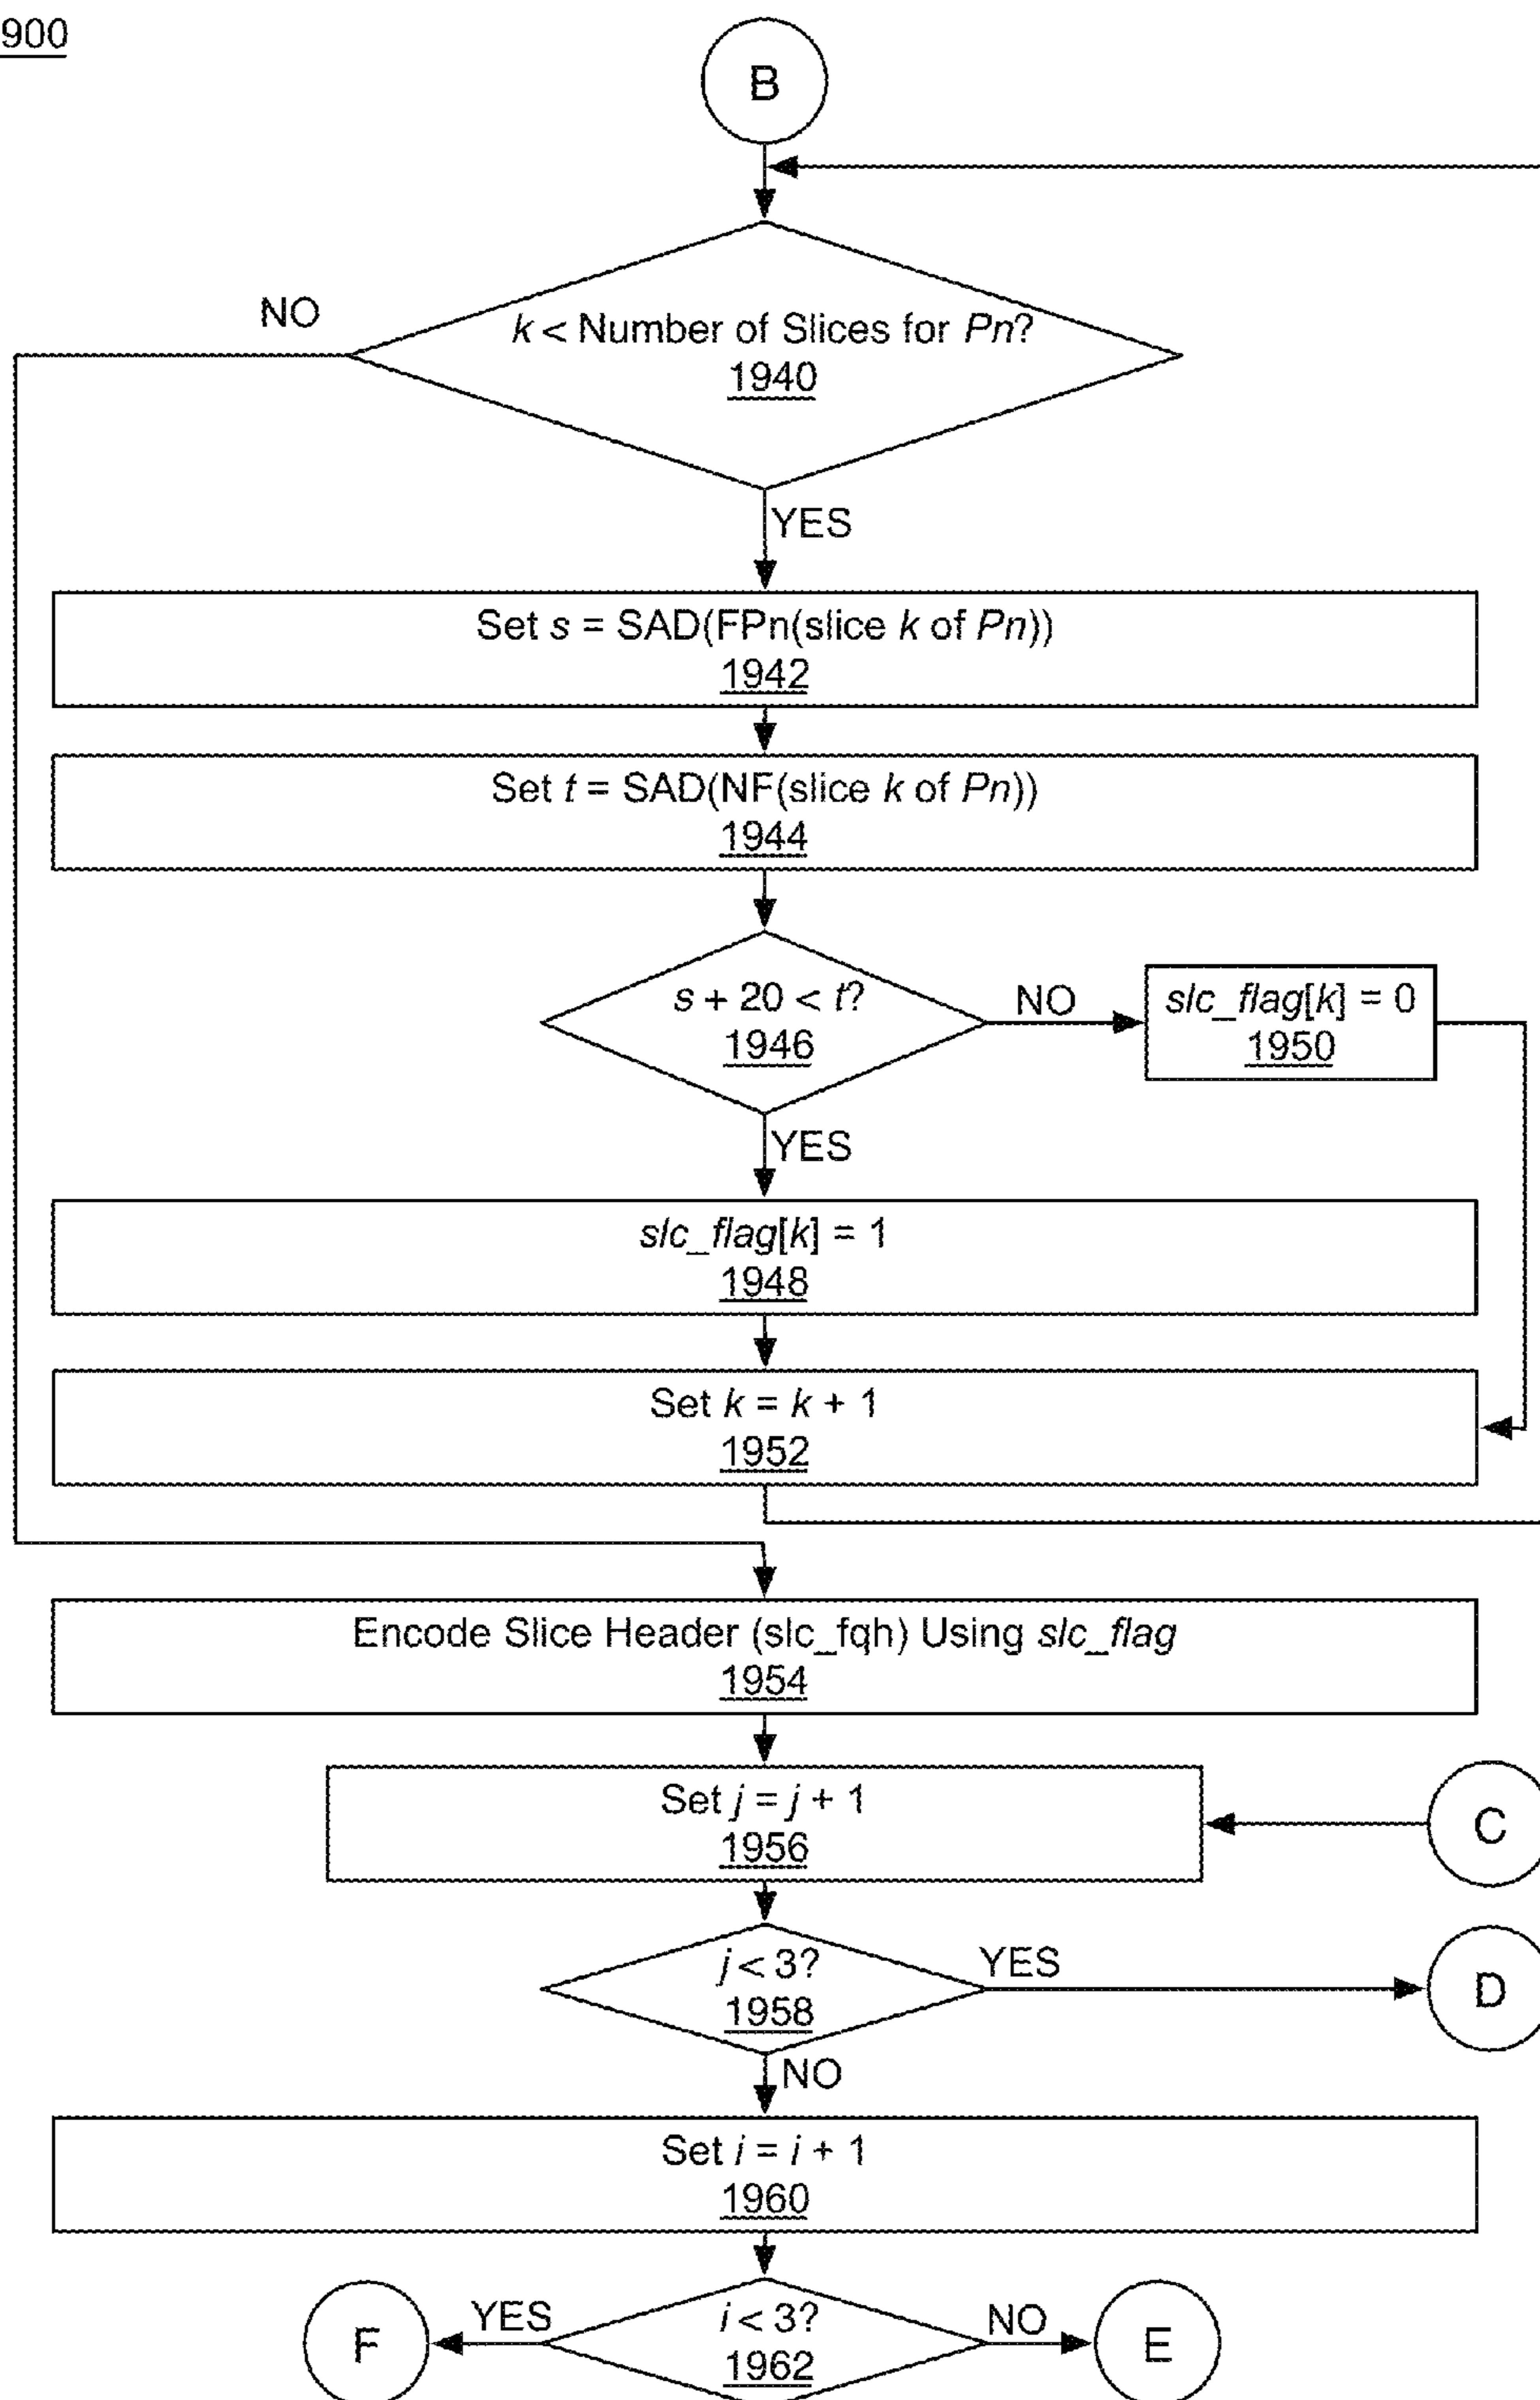 900
B
NO
k < Number of Slices for Pn?
1940
YES
Set s = SAD(FPn(slice k of Pn))
1942
Set t = SAD(NF(slice k of Pn))
1944
s + 20 < t?
1946
NO
slc_flag[k] = 0
1950
YES
slc_flag[k] = 1
1948
Set k = k + 1
1952
Encode Slice Header (slc_fqh) Using slc_flag
1954
Set j = j + 1
1956
C
j < 3?
1958
YES
D
NO
Set i = i + 1
1960
F
YES
i < 3?
1962
NO
E